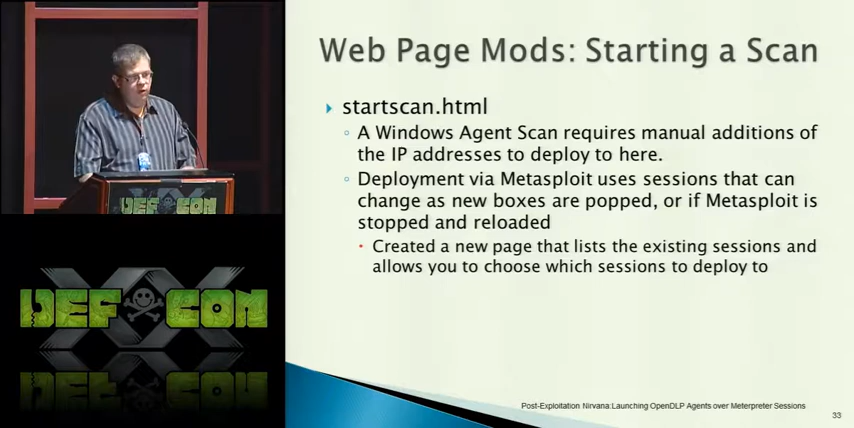 Web Page Mods: Starting a Scan
startscan.html
A Windows Agent Scan requires manual additions of
the IP addresses to deploy to here.
Deployment via Metasploit uses sessions that can
change as new boxes are popped, or if Metasploit is
stopped and reloaded
Created a new page that lists the existing sessions and
allows you to choose which sessions to deploy to
DEF CON
XX
DEF CON
Post-Exploitation Nirvana:Launching OpenDLP Agents over Meterpreter Sessions
33